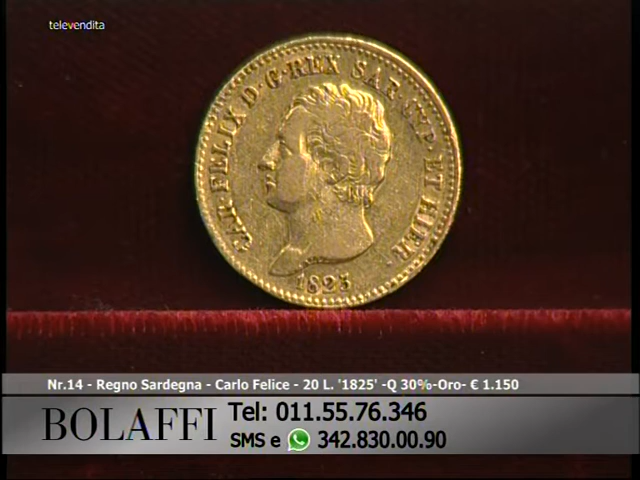 televendita
CAR·FELIX D·G·REX SAR·CYP·ET HIER·
1825
Nr.14 - Regno Sardegna - Carlo Felice - 20 L. '1825' -Q 30%-Oro- € 1.150
BOLAFFI
Tel: 011.55.76.346
SMS e 342.830.00.90